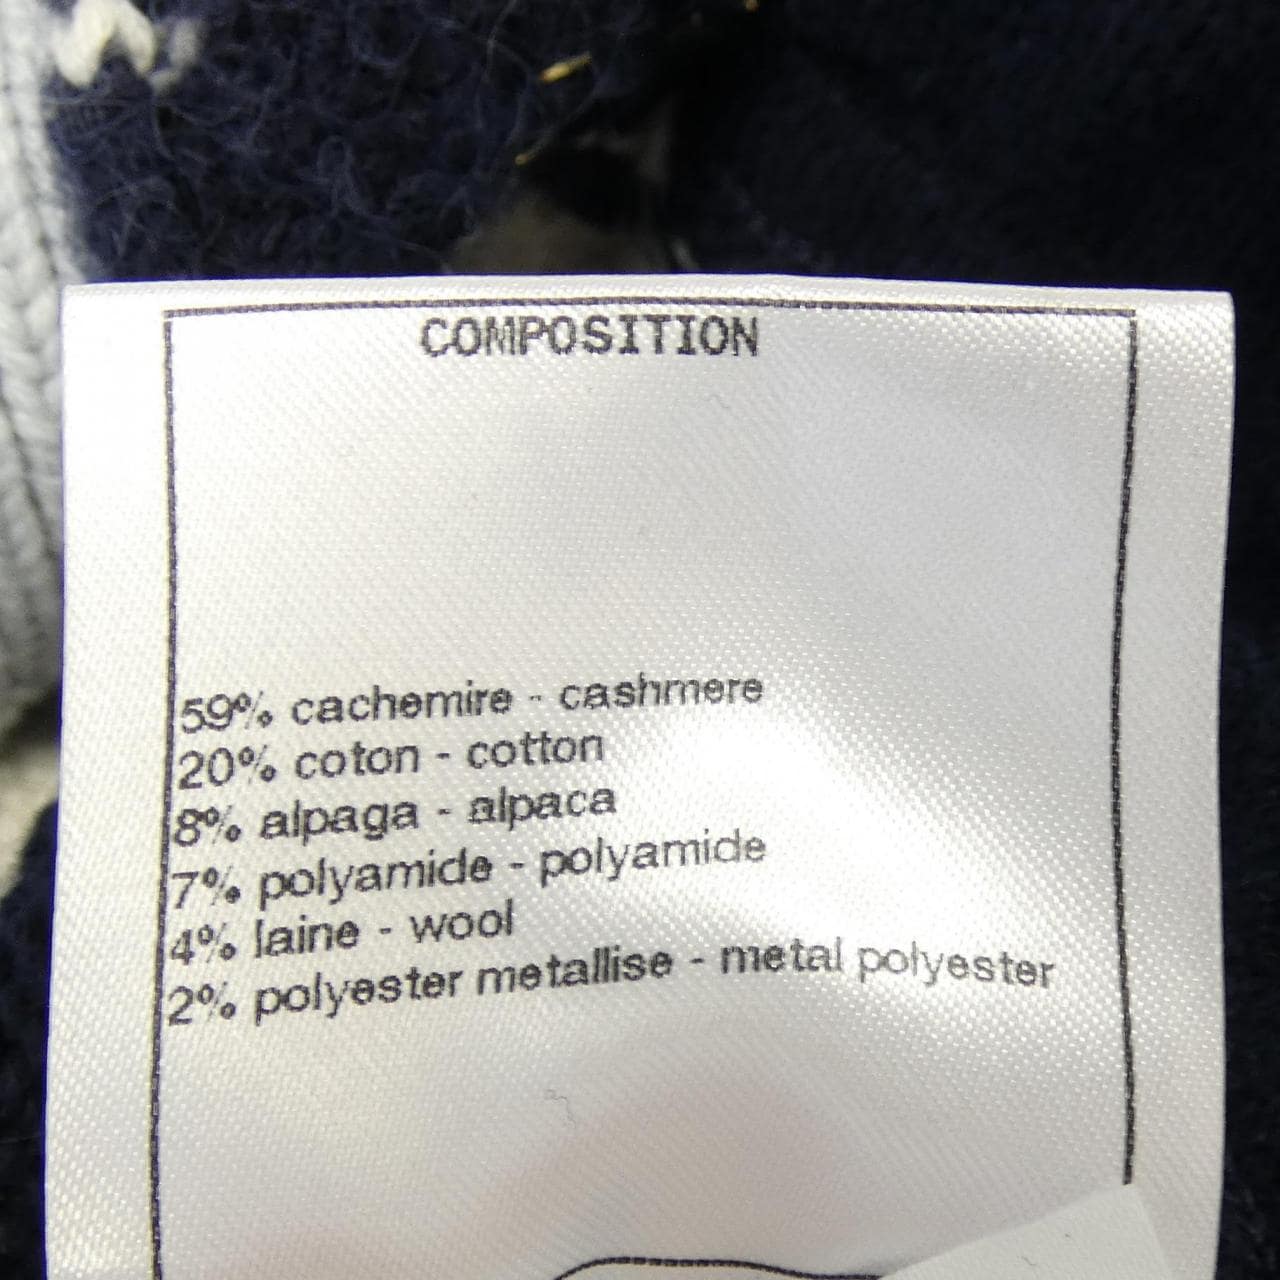 COMPOSITION
59% cachemire - cashmere
20% coton - cotton
8% alpaga - alpaca
7% polyamide - polyamide
4% laine - wool
2% polyester metallise - metal polyester